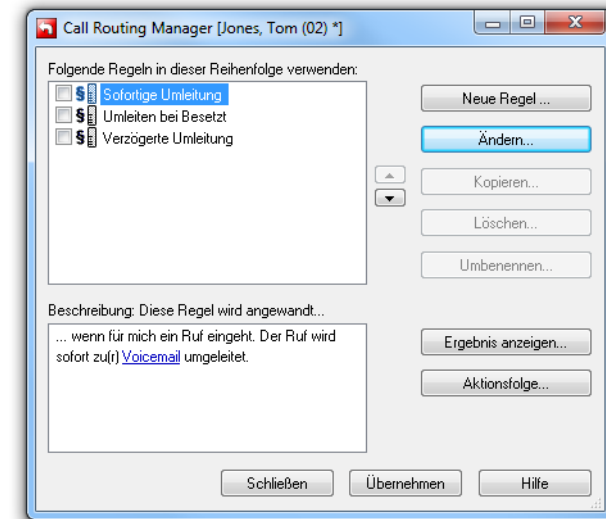 Call Routing Manager [Jones, Tom (02) *]
Folgende Regeln in dieser Reihenfolge verwenden:
Sofortige Umleitung
Umleiten bei Besetzt
Verzögerte Umleitung
Neue Regel ...
Ändern...
Kopieren...
Löschen...
Umbenennen...
Beschreibung: Diese Regel wird angewandt...
... wenn für mich ein Ruf eingeht. Der Ruf wird
sofort zu(r) Voicemail umgeleitet.
Ergebnis anzeigen...
Aktionsfolge...
Schließen
Übernehmen
Hilfe